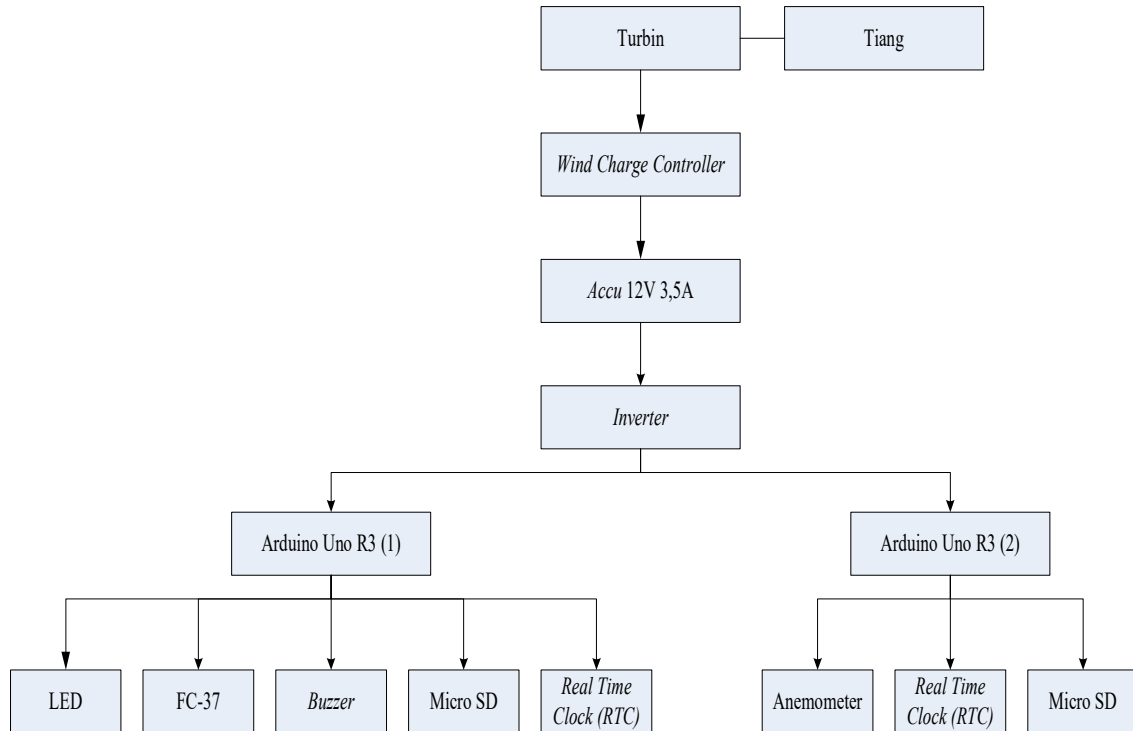 Turbin
Tiang
Wind Charge Controller
Accu 12V 3,5A
Inverter
Arduino Uno R3 (1)
Arduino Uno R3 (2)
LED
FC-37
Buzzer
Micro SD
Real Time
Clock (RTC)
Anemometer
Real Time
Clock (RTC)
Micro SD